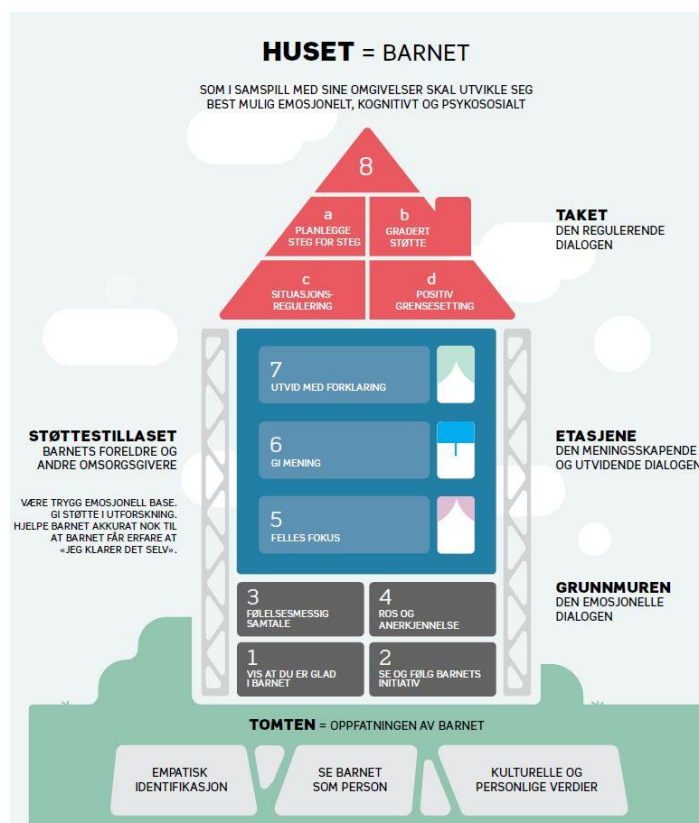 HUSET = BARNET
SOM I SAMSPILL MED SINE OMGIVELSER SKAL UTVIKLE SEG
BEST MULIG EMOSJONELT, KOGNITIVT OG PSYKOSOSIALT
8
a
PLANLEGGE
STEG FOR STEG
b
GRADERT
STØTTE
c
SITUASJONS-
REGULERING
d
POSITIV
GRENSESETTING
TAKET
DEN REGULERENDE
DIALOGEN
7
UTVID MED FORKLARING
6
GI MENING
5
FELLES FOKUS
STØTTESTILLASET
BARNETS FORELDRE OG
ANDRE OMSORGSGIVERE
VÆRE TRYGG EMOSJONELL BASE.
GI STØTTE I UTFORSKNING.
HJELPE BARNET AKKURAT NOK TIL
AT BARNET FÅR ERFARE AT
«JEG KLARER DET SELV».
ETASJENE
DEN MENINGSSKAPENDE
OG UTVIDENDE DIALOGEN
3
FØLELSESMESSIG
SAMTALE
4
ROS OG
ANERKJENNELSE
1
VIS AT DU ER GLAD
I BARNET
2
SE OG FØLG BARNETS
INITIATIV
GRUNNMUREN
DEN EMOSJONELLE
DIALOGEN
TOMTEN = OPPFATNINGEN AV BARNET
EMPATISK
IDENTIFIKASJON
SE BARNET
SOM PERSON
KULTURELLE OG
PERSONLIGE VERDIER